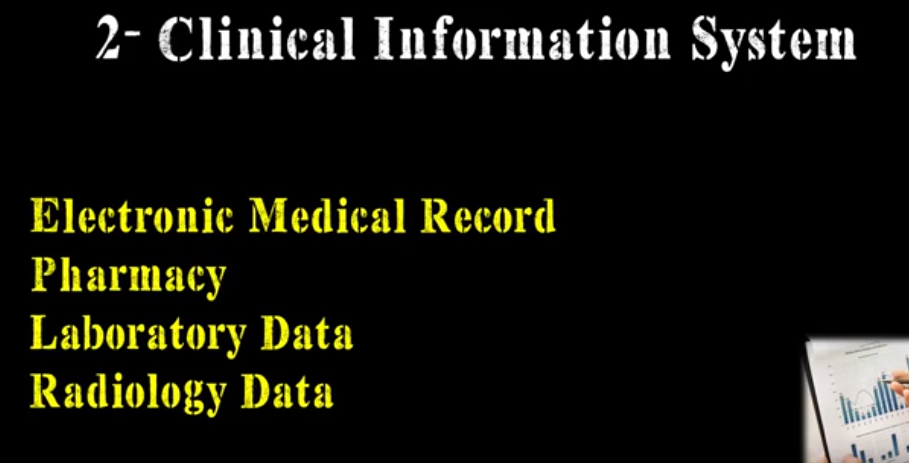 2- Clinical Information System
Electronic Medical Record
Pharmacy
Laboratory Data
Radiology Data